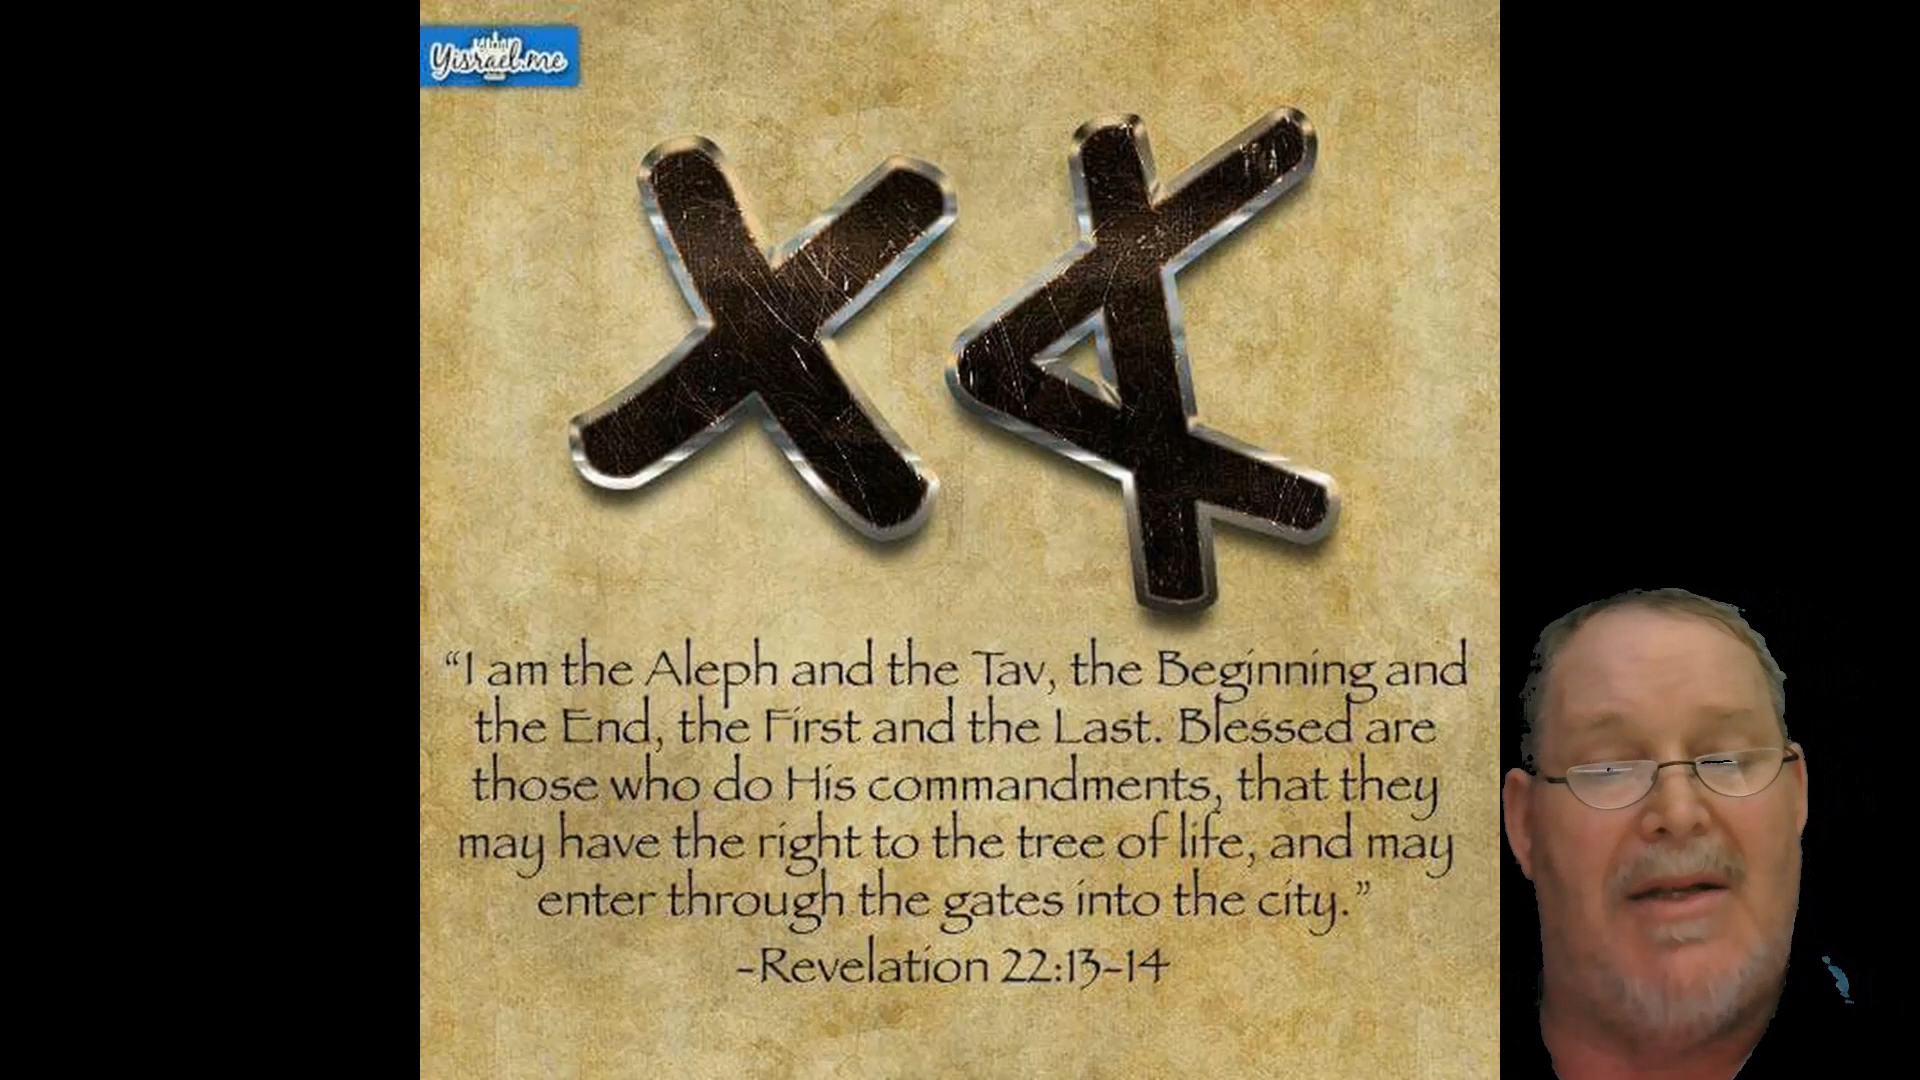 Yisrael.me
𐤀𐤕
“I am the Aleph and the Tav, the Beginning and
the End, the First and the Last. Blessed are
those who do His commandments, that they
may have the right to the tree of life, and may
enter through the gates into the city.”
-Revelation 22:13-14